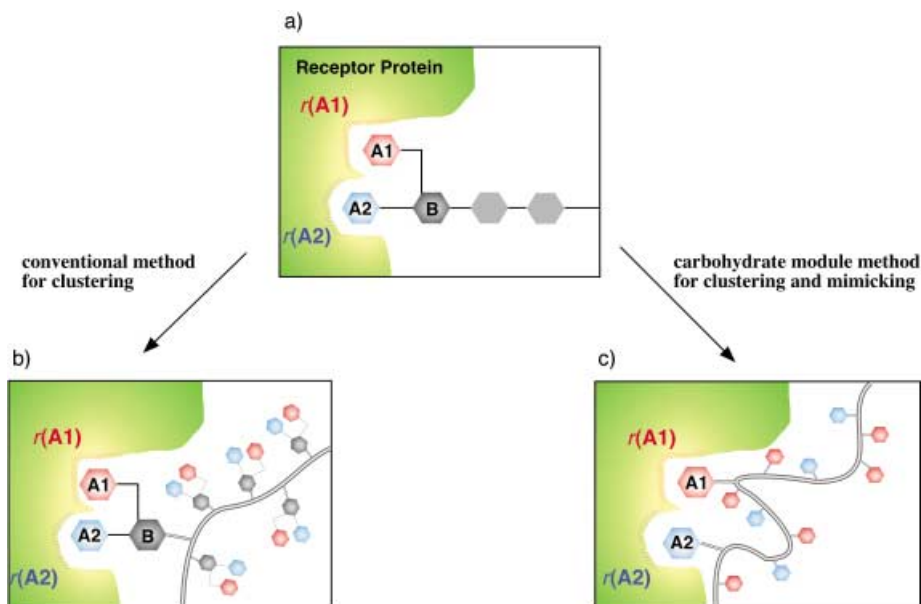 a)
Receptor Protein
r(A1)
A1
A2
B
r(A2)
conventional method
for clustering
carbohydrate module method
for clustering and mimicking
b)
r(A1)
A1
A2
B
r(A2)
c)
r(A1)
A1
A2
r(A2)